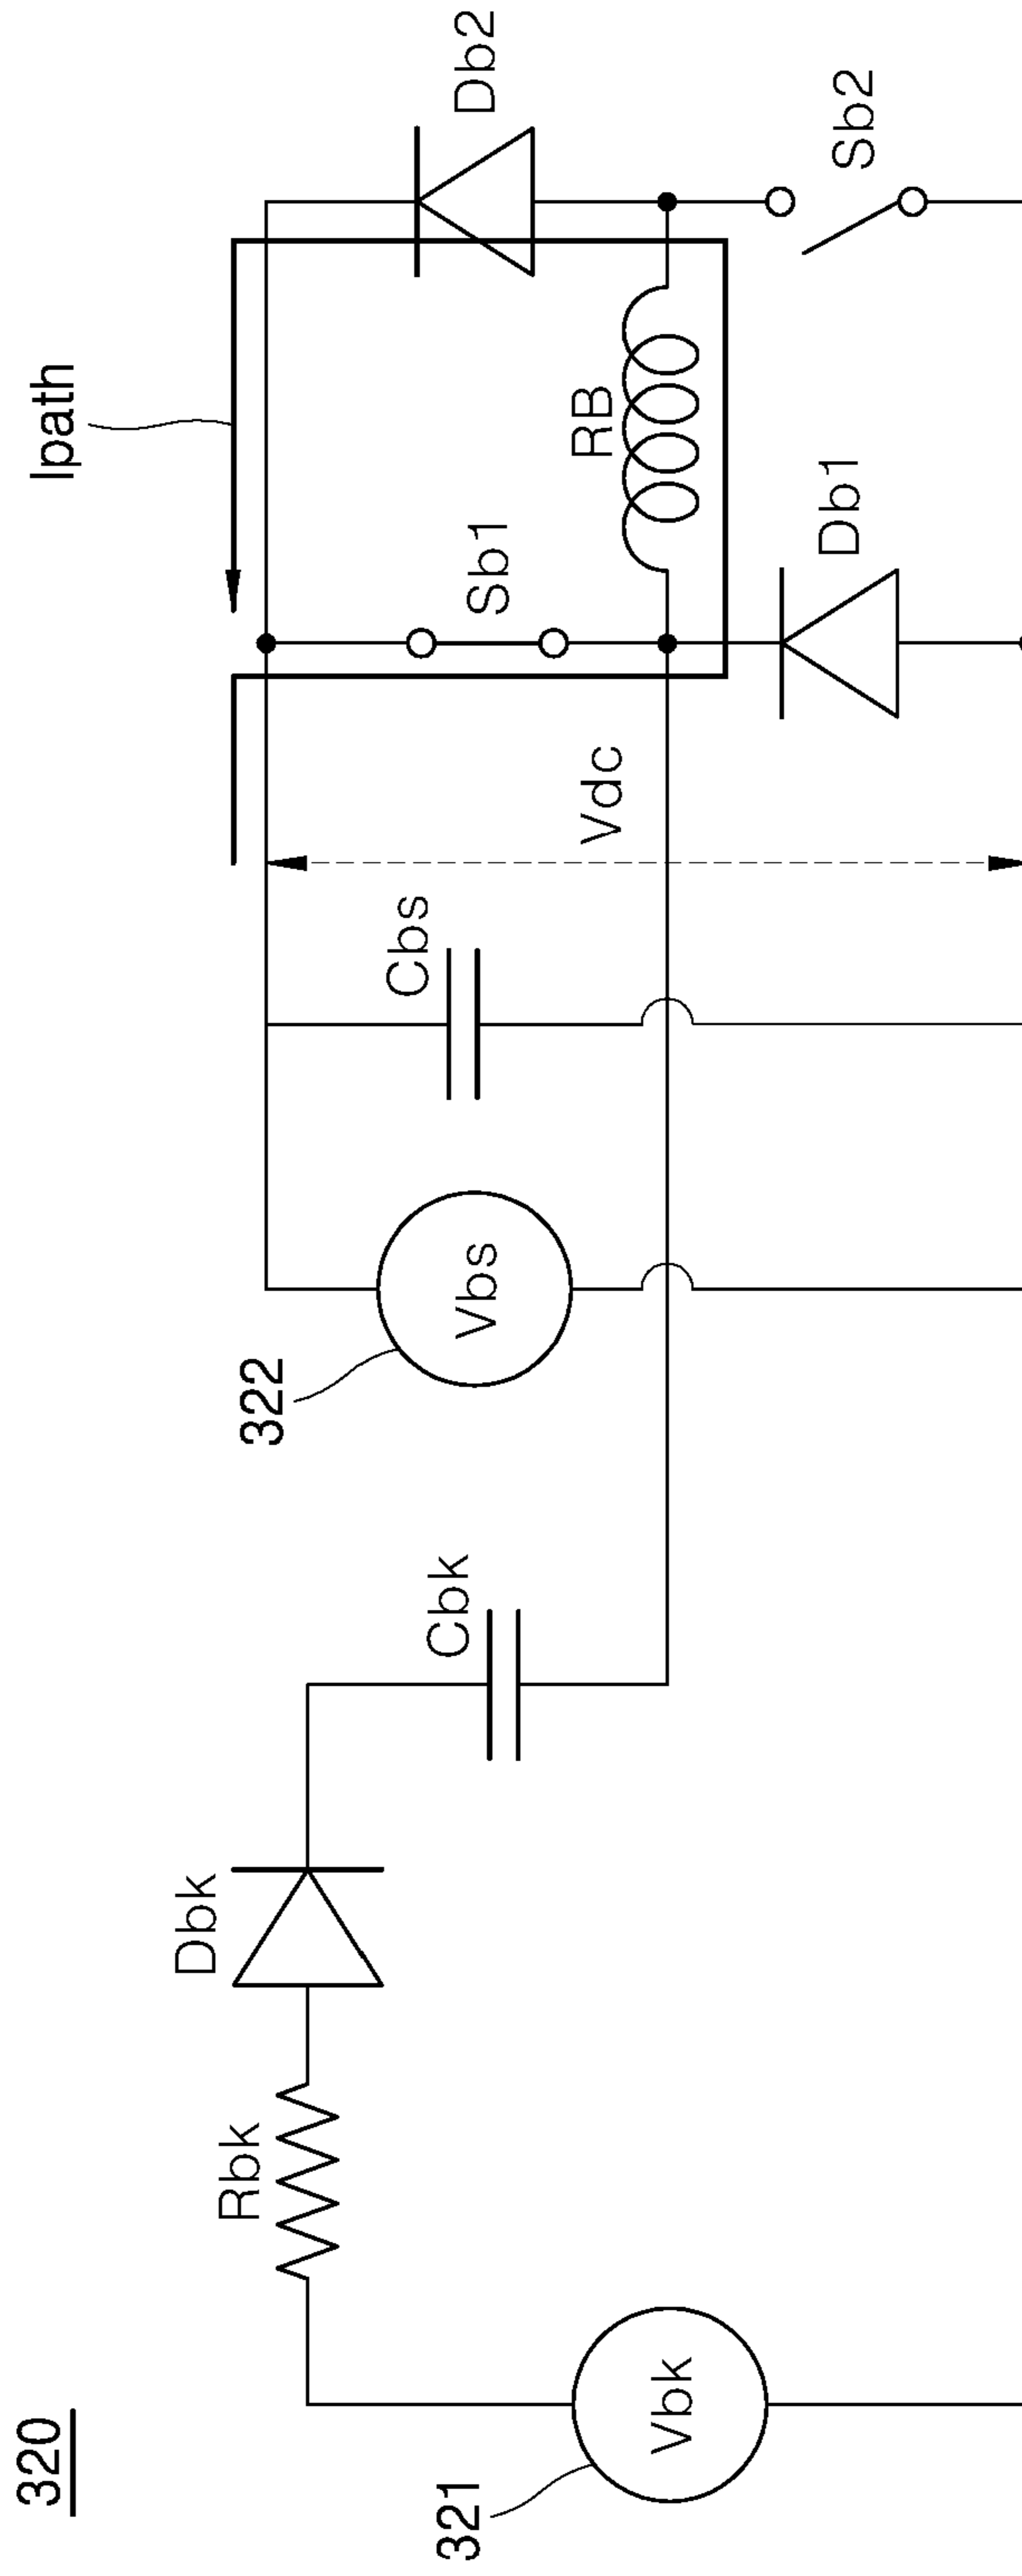 320
321
Vbk
Rbk
Dbk
Cbk
322
Vbs
Cbs
Vdc
Ipath
Sb1
RB
Db1
Db2
Sb2